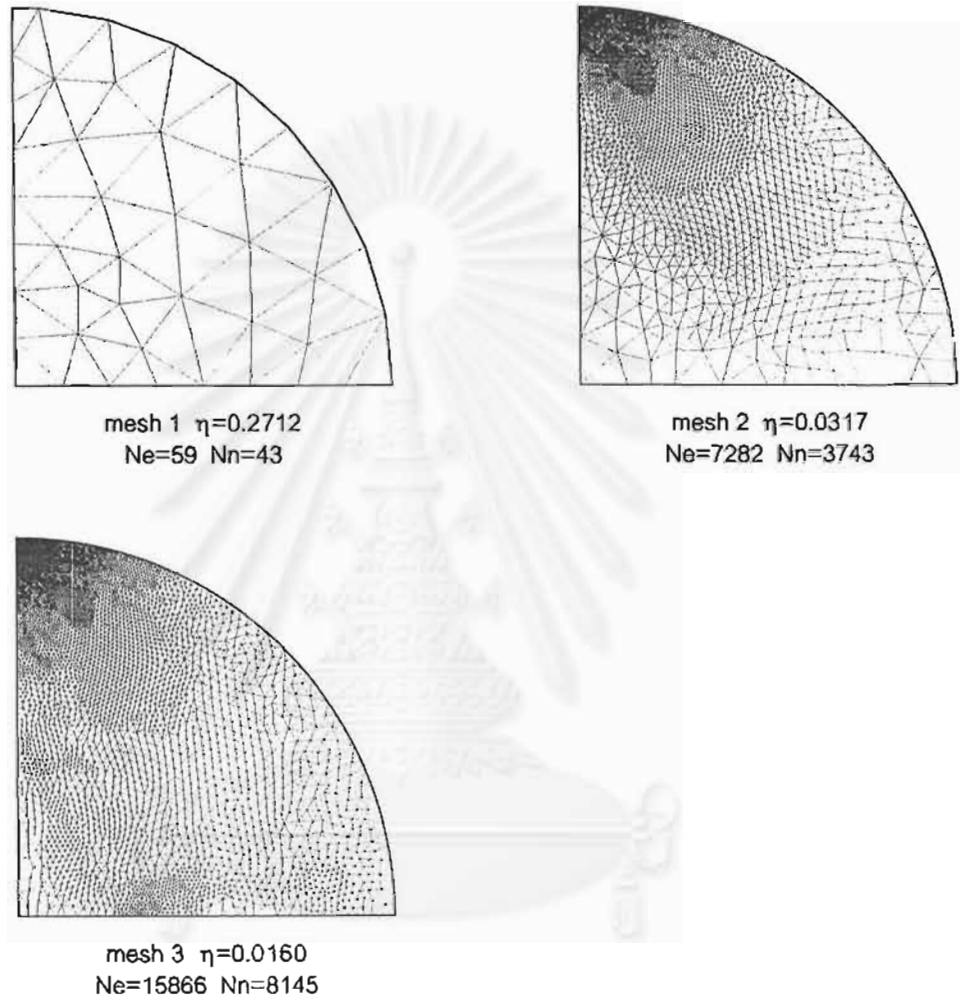 mesh 1 η=0.2712
Ne=59 Nn=43
mesh 2 η=0.0317
Ne=7282 Nn=3743
mesh 3 η=0.0160
Ne=15866 Nn=8145